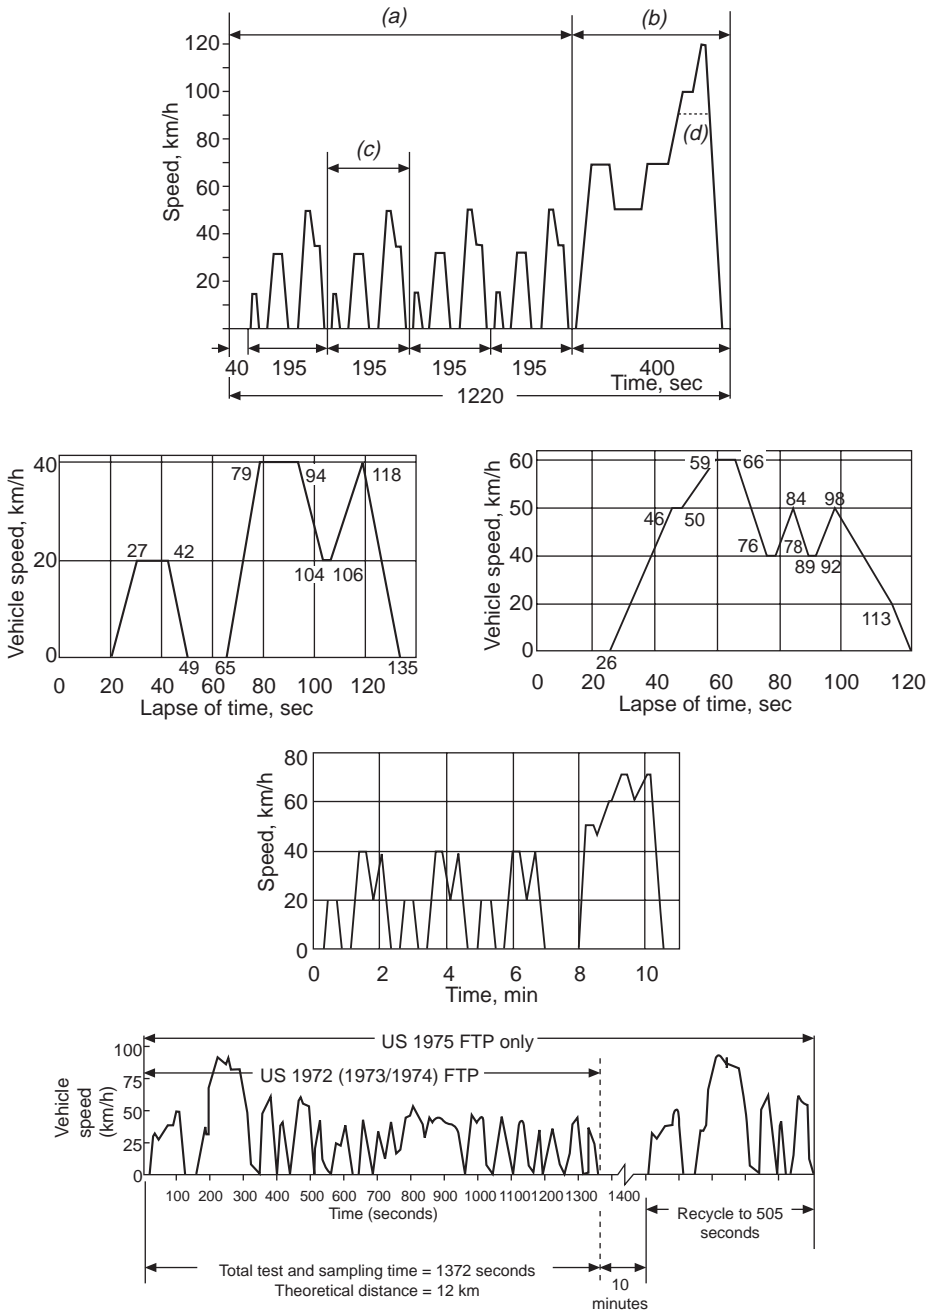 (a)
(b)
120
100
80
60
40
20
Speed, km/h
(c)
(d)
40 195 195 195 195 400
Time, sec
1220
40
20
0
Vehicle speed, km/h
79 94 118
27 42
104 106
49 65 135
0 20 40 60 80 100 120
Lapse of time, sec
60
50
40
20
0
Vehicle speed, km/h
59 66
46 50 84 98
76 78
89 92
113
26
0 20 40 60 80 100 120
Lapse of time, sec
80
60
40
20
0
Speed, km/h
0 2 4 6 8 10
Time, min
US 1975 FTP only
US 1972 (1973/1974) FTP
100
75
50
25
0
Vehicle
speed
(km/h)
100 200 300 400 500 600 700 800 900 1000 1100 1200 1300 1400
Time (seconds)
Recycle to 505
seconds
Total test and sampling time = 1372 seconds
Theoretical distance = 12 km
10
minutes